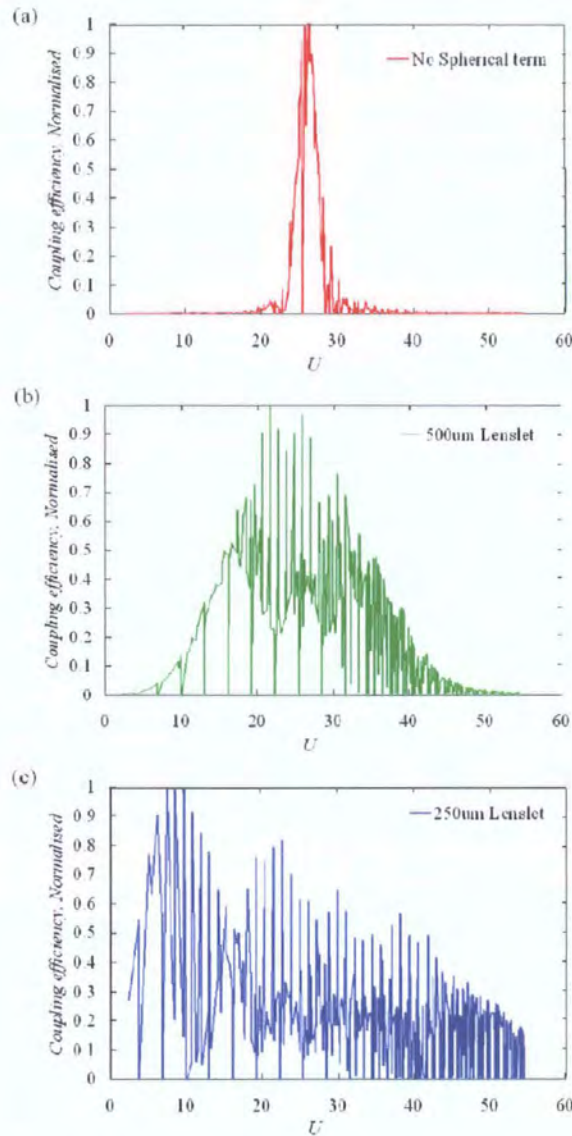 (a)
1
0 9
0 8
0 7
0 6
0 5
0 4
0 3
0 2
0 1
0
Coupling efficiency, Normalised
No Spherical term
0 10 20 30 40 50 60
U
(b)
1
0 9
0 8
0 7
0 6
0 5
0 4
0 3
0 2
0 1
0
Coupling efficiency, Normalised
500um Lenslet
0 10 20 30 40 50 60
U
(c)
1
0 9
0 8
0 7
0 6
0 5
0 4
0 3
0 2
0 1
0
Coupling efficiency, Normalised
250um Lenslet
0 10 20 30 40 50 60
U